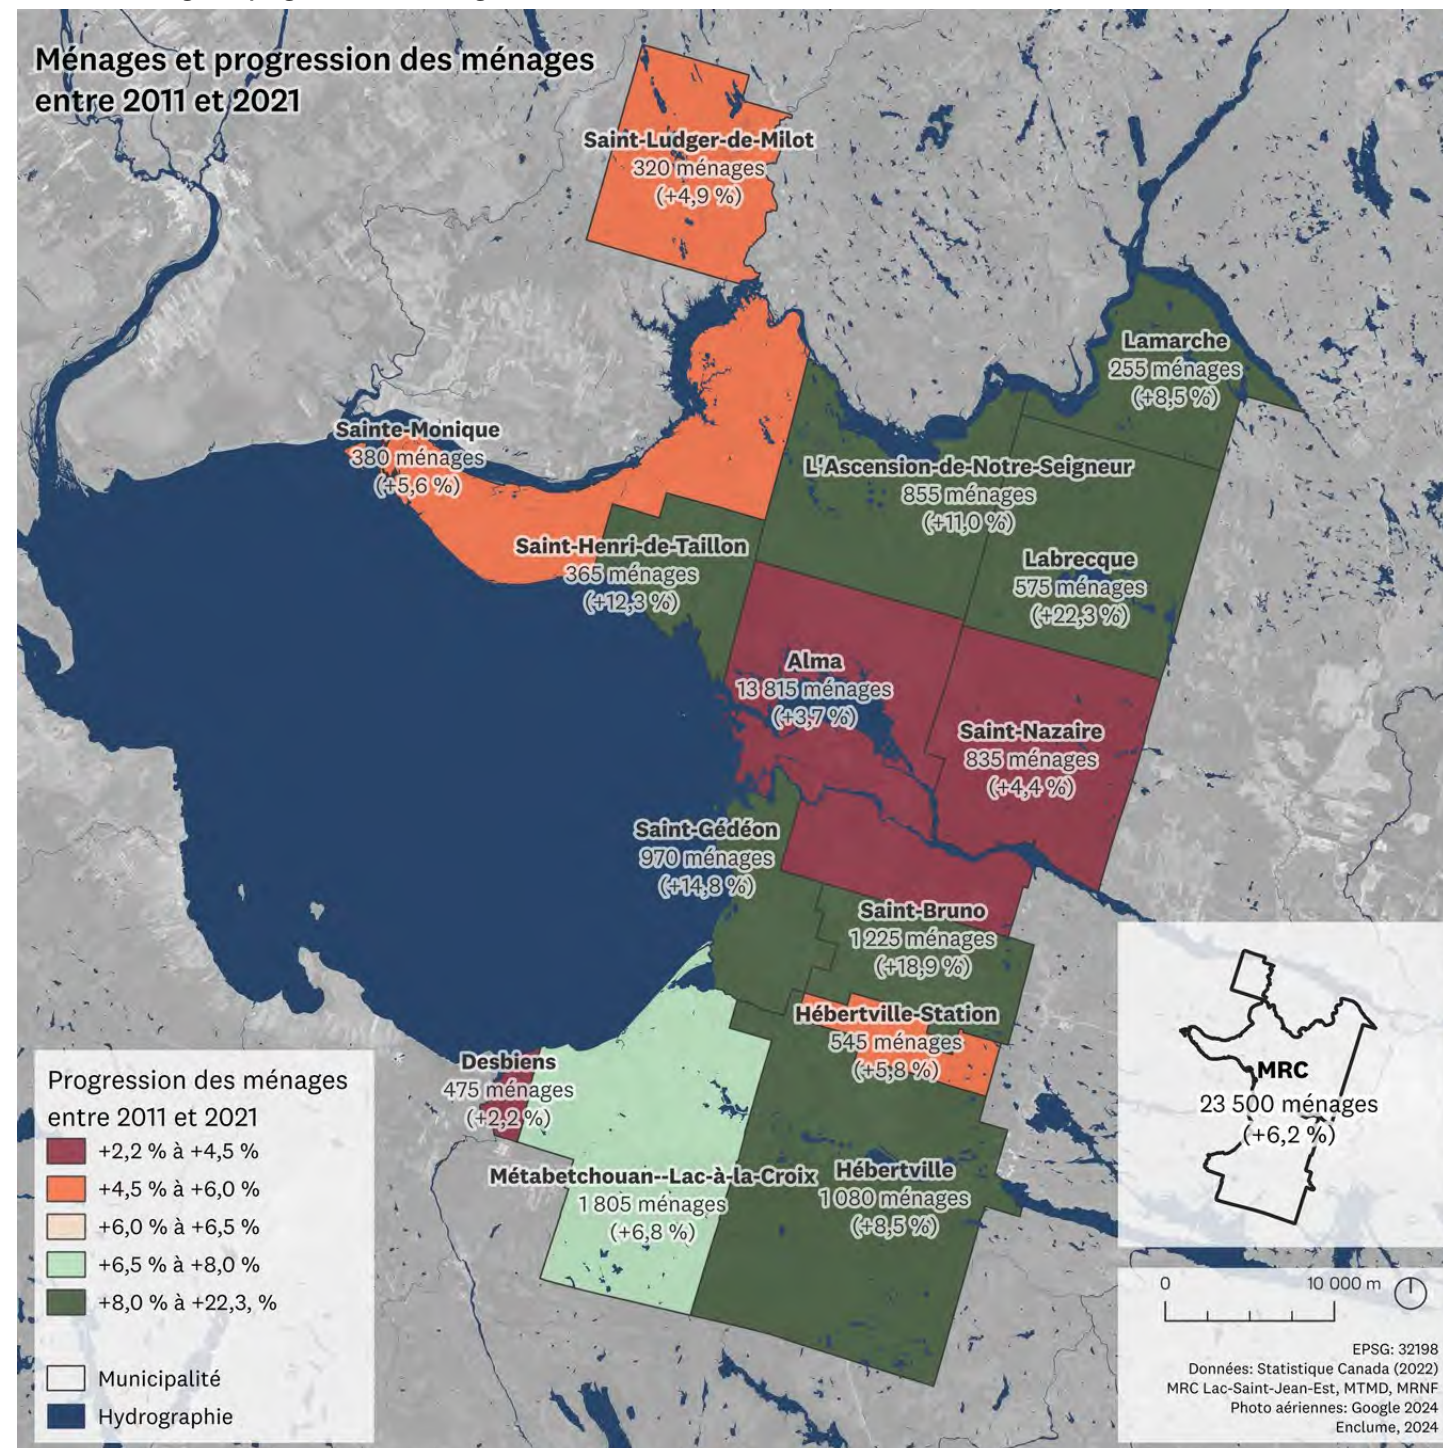 Ménages et progression des ménages
entre 2011 et 2021
Saint-Ludger-de-Milot
320 ménages
(+4,9 %)
Lamarche
255 ménages
(+8,5 %)
Sainte-Monique
380 ménages
(+5,6 %)
L'Ascension-de-Notre-Seigneur
855 ménages
(+11,0 %)
Saint-Henri-de-Taillon
365 ménages
(+12,3 %)
Labrecque
575 ménages
(+22,3 %)
Alma
13 815 ménages
(+3,7 %)
Saint-Nazaire
835 ménages
(+4,4 %)
Saint-Gédéon
970 ménages
(+14,8 %)
Saint-Bruno
1 225 ménages
(+18,9 %)
Hébertville-Station
545 ménages
(+5,8 %)
Desbiens
475 ménages
(+2,2 %)
Métabetchouan--Lac-à-la-Croix
1 805 ménages
(+6,8 %)
Hébertville
1 080 ménages
(+8,5 %)
MRC
23 500 ménages
(+6,2 %)
Progression des ménages
entre 2011 et 2021
+2,2 % à +4,5 %
+4,5 % à +6,0 %
+6,0 % à +6,5 %
+6,5 % à +8,0 %
+8,0 % à +22,3, %
Municipalité
Hydrographie
0 10 000 m
EPSG: 32198
Données: Statistique Canada (2022)
MRC Lac-Saint-Jean-Est, MTMD, MRNF
Photo aériennes: Google 2024
Enclume, 2024